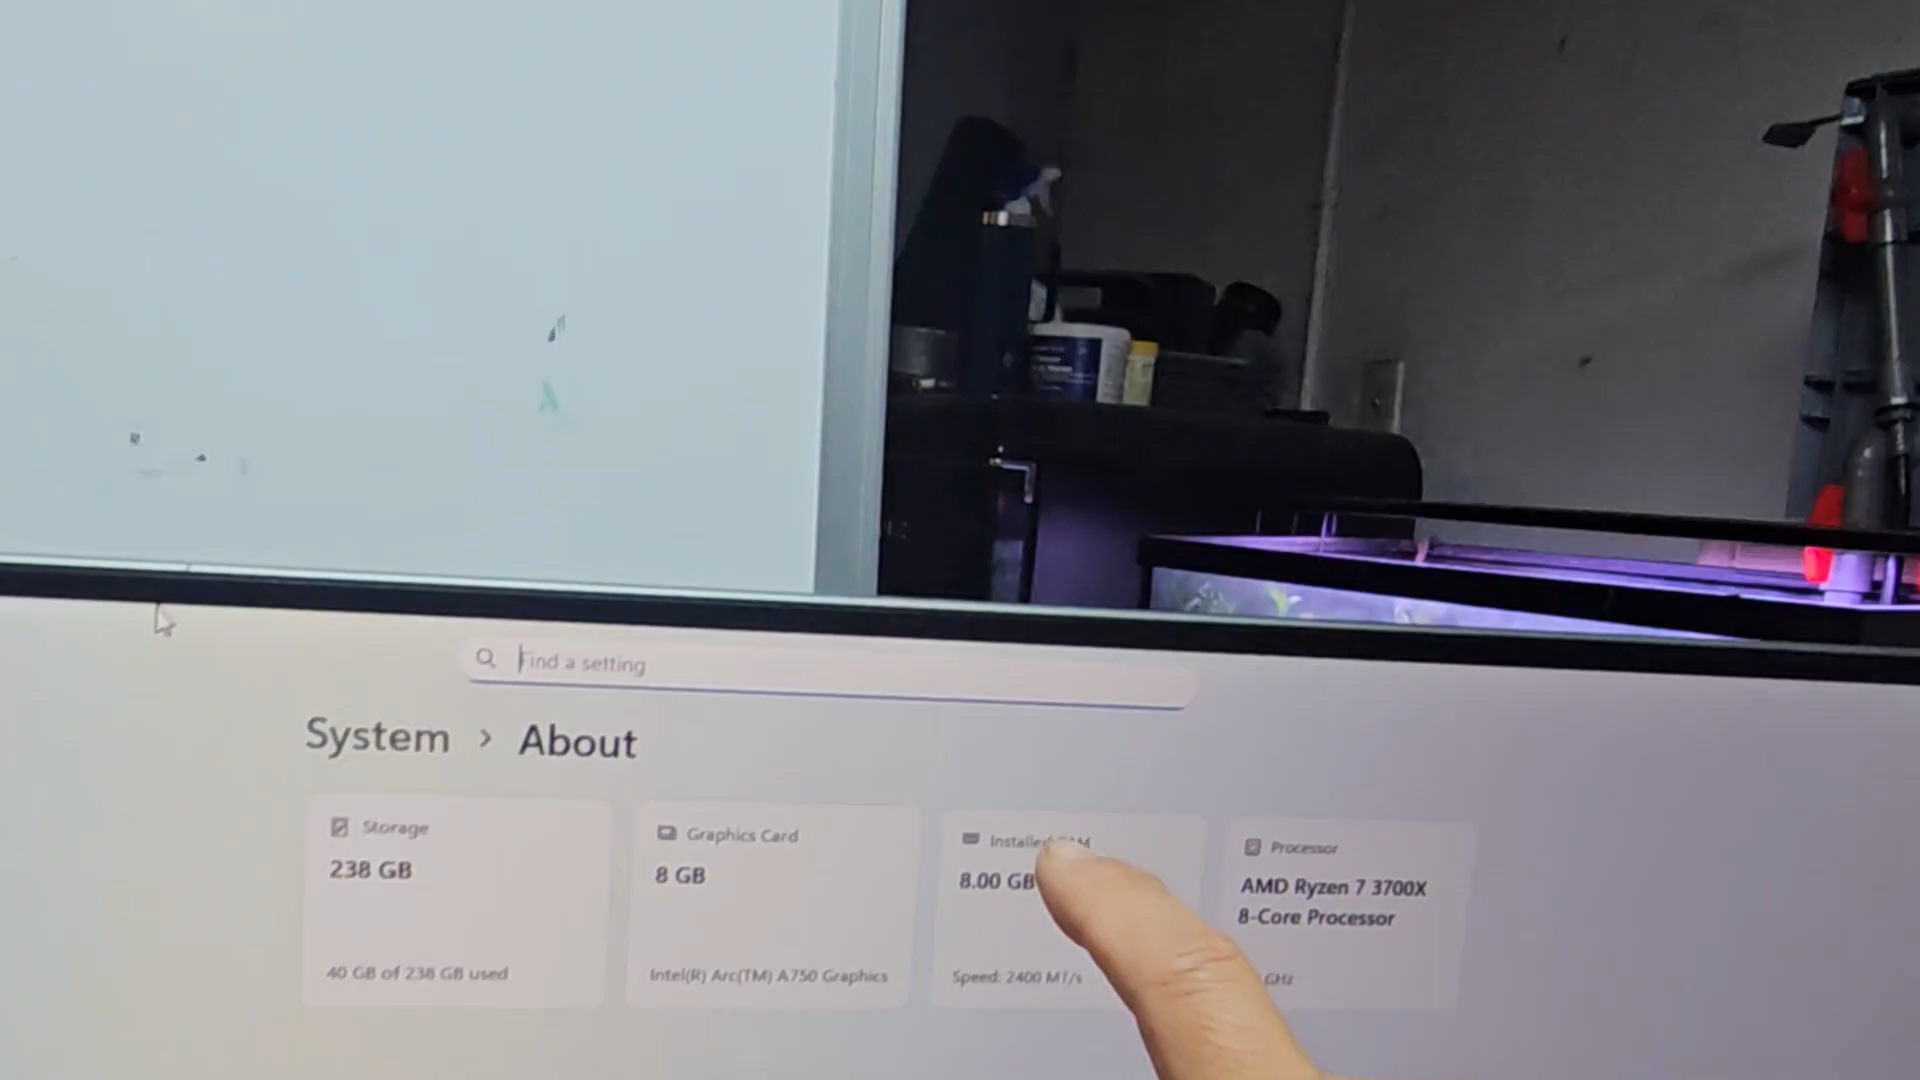 Find a setting
System > About
Storage
238 GB
40 GB of 238 GB used
Graphics Card
8 GB
Intel(R) Arc(TM) A750 Graphics
Installed
8.00 GB
Speed: 2400 MT/s
Processor
AMD Ryzen 7 3700X
8-Core Processor
GHz